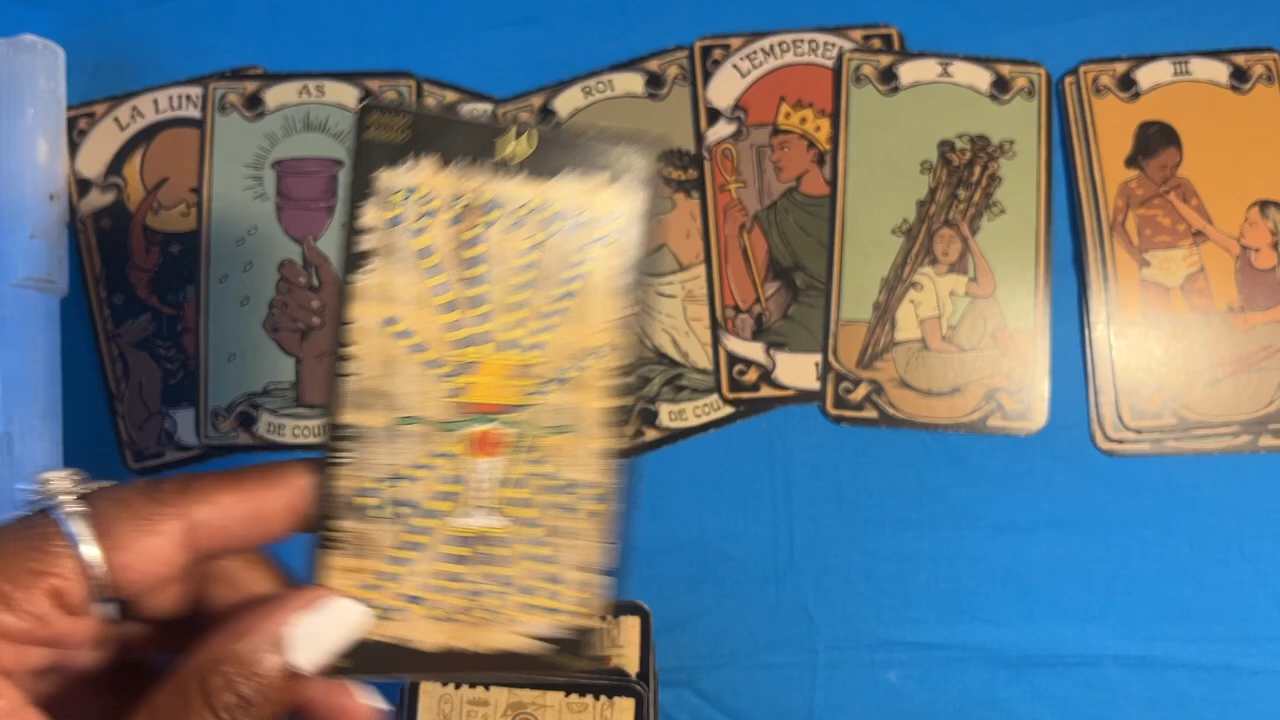 LA LUN
AS
DE COU
ROI
DE COU
L'EMPERE
X
III